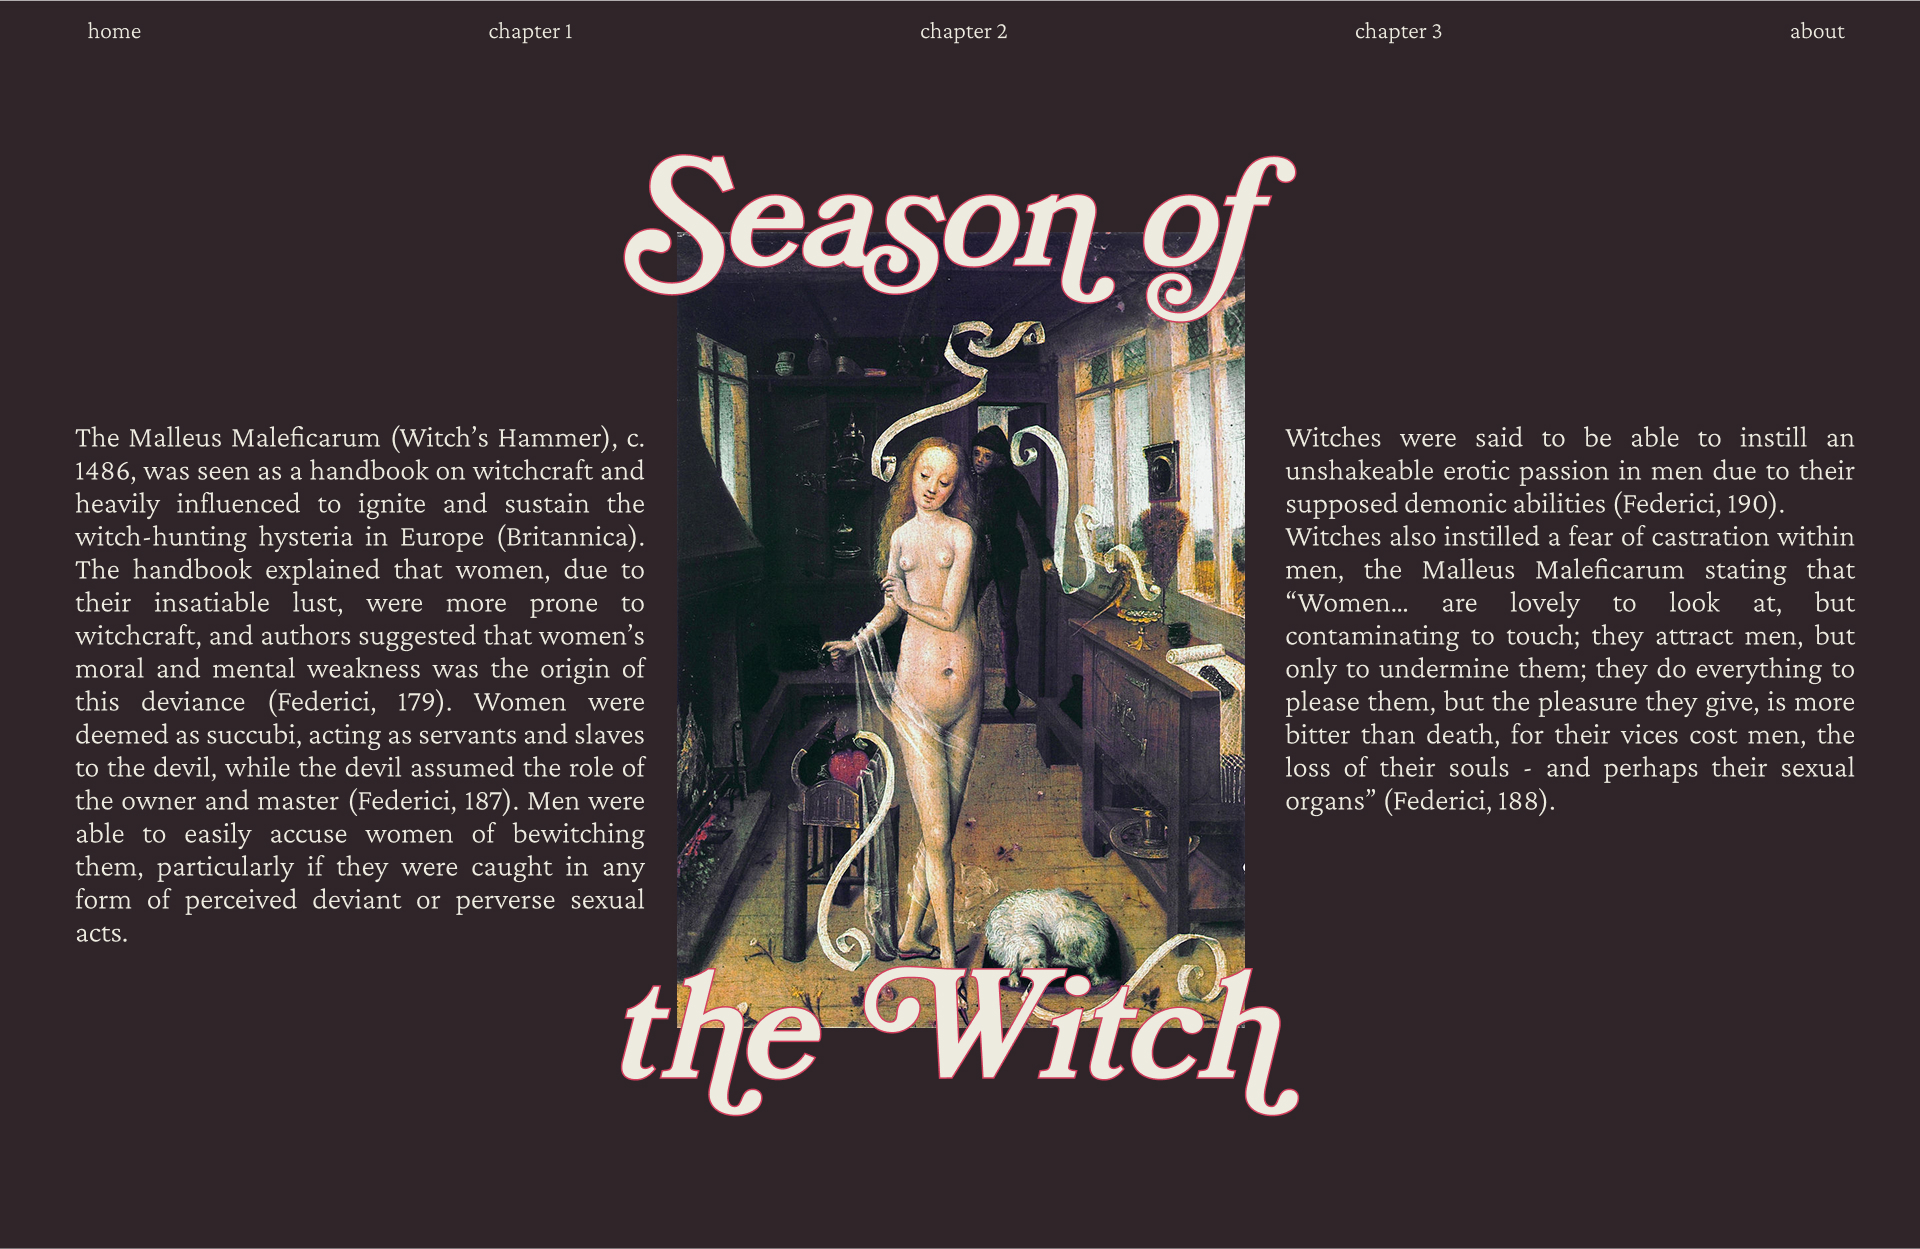 home
chapter 1
chapter 2
chapter 3
about
Season of
The Malleus Maleficarum (Witch’s Hammer), c.
1486, was seen as a handbook on witchcraft and
heavily influenced to ignite and sustain the
witch-hunting hysteria in Europe (Britannica).
The handbook explained that women, due to
their insatiable lust, were more prone to
witchcraft, and authors suggested that women’s
moral and mental weakness was the origin of
this deviance (Federici, 179). Women were
deemed as succubi, acting as servants and slaves
to the devil, while the devil assumed the role of
the owner and master (Federici, 187). Men were
able to easily accuse women of bewitching
them, particularly if they were caught in any
form of perceived deviant or perverse sexual
acts.
Witches were said to be able to instill an
unshakeable erotic passion in men due to their
supposed demonic abilities (Federici, 190).
Witches also instilled a fear of castration within
men, the Malleus Maleficarum stating that
“Women... are lovely to look at, but
contaminating to touch; they attract men, but
only to undermine them; they do everything to
please them, but the pleasure they give, is more
bitter than death, for their vices cost men, the
loss of their souls - and perhaps their sexual
organs” (Federici, 188).
the Witch